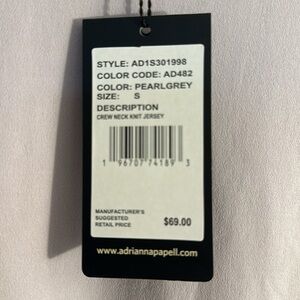 STYLE: AD1S301998
COLOR CODE: AD482
COLOR: PEARLGREY
SIZE: S
DESCRIPTION
CREW NECK KNIT JERSEY
1 96707 74189 3
MANUFACTURER'S
SUGGESTED
RETAIL PRICE
$69.00
www.adriannapapell.com